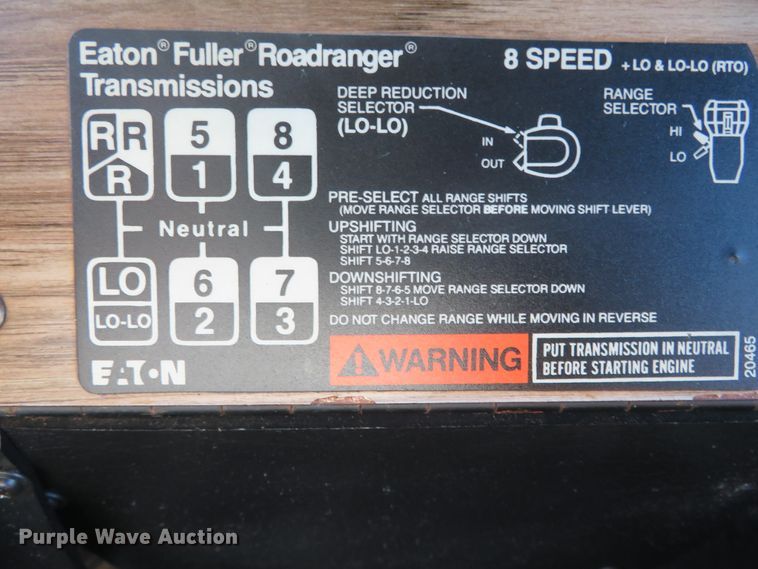 Eaton® Fuller® Roadranger®
Transmissions
8 SPEED + LO & LO-LO (RTO)
R R 5 8
R 1 4
Neutral
LO 6 7
LO-LO 2 3
EATON
DEEP REDUCTION
SELECTOR
(LO-LO)
IN
OUT
RANGE
SELECTOR
HI
LO
PRE-SELECT ALL RANGE SHIFTS
(MOVE RANGE SELECTOR BEFORE MOVING SHIFT LEVER)
UPSHIFTING
START WITH RANGE SELECTOR DOWN
SHIFT LO-1-2-3-4 RAISE RANGE SELECTOR
SHIFT 5-6-7-8
DOWNSHIFTING
SHIFT 8-7-6-5 MOVE RANGE SELECTOR DOWN
SHIFT 4-3-2-1-LO
DO NOT CHANGE RANGE WHILE MOVING IN REVERSE
WARNING
PUT TRANSMISSION IN NEUTRAL
BEFORE STARTING ENGINE
20465
Purple Wave Auction